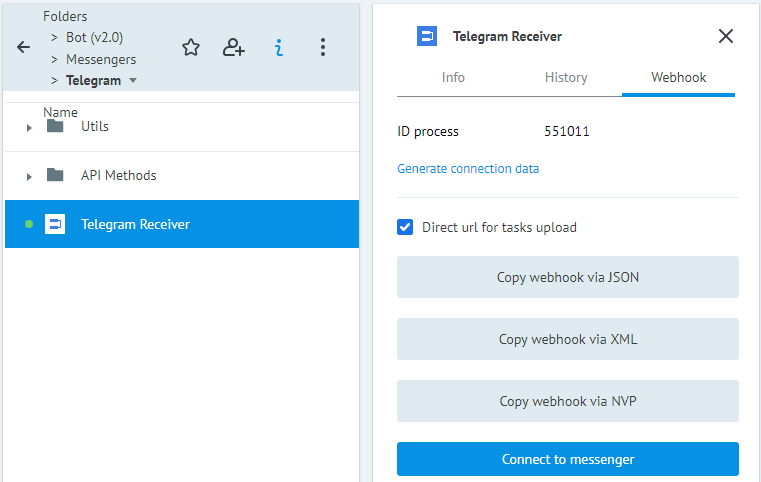 Folders
> Bot (v2.0)
> Messengers
> Telegram
Name
Utils
API Methods
Telegram Receiver
Telegram Receiver
Info History Webhook
ID process 551011
Generate connection data
Direct url for tasks upload
Copy webhook via JSON
Copy webhook via XML
Copy webhook via NVP
Connect to messenger